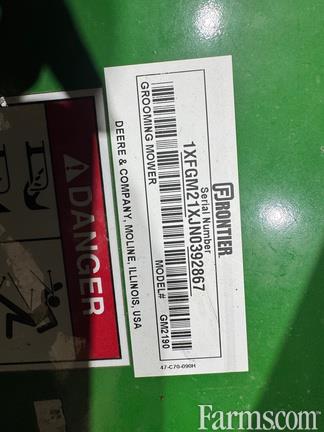 FRONTIER
Serial Number
1XFGM21XJN0392867
GROOMING MOWER
MODEL# GM2190
DEERE & COMPANY, MOLINE, ILLINOIS, USA
47-C70-090H
DANGER
Farms.com®